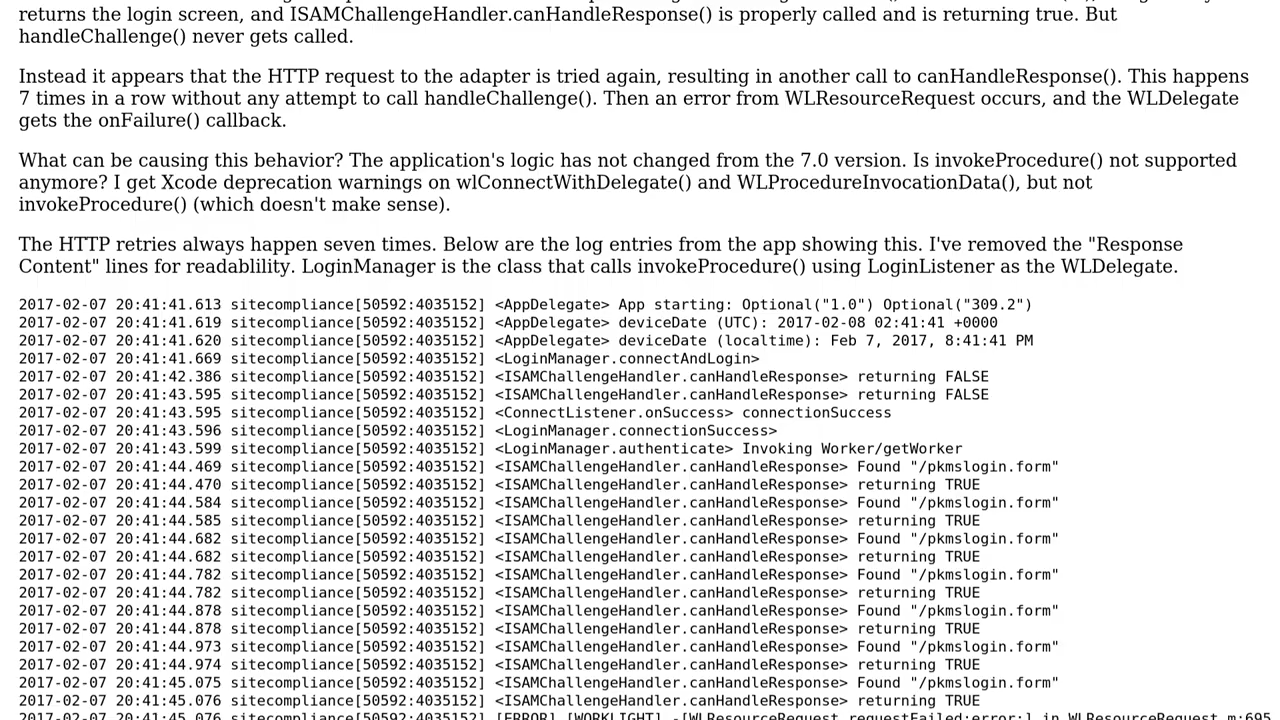 returns the login screen, and ISAMChallengeHandler.canHandleResponse() is properly called and is returning true. But
handleChallenge() never gets called.
Instead it appears that the HTTP request to the adapter is tried again, resulting in another call to canHandleResponse(). This happens
7 times in a row without any attempt to call handleChallenge(). Then an error from WLResourceRequest occurs, and the WLDelegate
gets the onFailure() callback.
What can be causing this behavior? The application's logic has not changed from the 7.0 version. Is invokeProcedure() not supported
anymore? I get Xcode deprecation warnings on wlConnectWithDelegate() and WLProcedureInvocationData(), but not
invokeProcedure() (which doesn't make sense).
The HTTP retries always happen seven times. Below are the log entries from the app showing this. I've removed the "Response
Content" lines for readablility. LoginManager is the class that calls invokeProcedure() using LoginListener as the WLDelegate.
2017-02-07 20:41:41.613 sitecompliance[50592:4035152] <AppDelegate> App starting: Optional("1.0") Optional("309.2")
2017-02-07 20:41:41.619 sitecompliance[50592:4035152] <AppDelegate> deviceDate (UTC): 2017-02-08 02:41:41 +0000
2017-02-07 20:41:41.620 sitecompliance[50592:4035152] <AppDelegate> deviceDate (localtime): Feb 7, 2017, 8:41:41 PM
2017-02-07 20:41:41.669 sitecompliance[50592:4035152] <LoginManager.connectAndLogin>
2017-02-07 20:41:42.386 sitecompliance[50592:4035152] <ISAMChallengeHandler.canHandleResponse> returning FALSE
2017-02-07 20:41:43.595 sitecompliance[50592:4035152] <ISAMChallengeHandler.canHandleResponse> returning FALSE
2017-02-07 20:41:43.595 sitecompliance[50592:4035152] <ConnectListener.onSuccess> connectionSuccess
2017-02-07 20:41:43.596 sitecompliance[50592:4035152] <LoginManager.connectionSuccess>
2017-02-07 20:41:43.599 sitecompliance[50592:4035152] <LoginManager.authenticate> Invoking Worker/getWorker
2017-02-07 20:41:44.469 sitecompliance[50592:4035152] <ISAMChallengeHandler.canHandleResponse> Found "/pkmslogin.form"
2017-02-07 20:41:44.470 sitecompliance[50592:4035152] <ISAMChallengeHandler.canHandleResponse> returning TRUE
2017-02-07 20:41:44.584 sitecompliance[50592:4035152] <ISAMChallengeHandler.canHandleResponse> Found "/pkmslogin.form"
2017-02-07 20:41:44.585 sitecompliance[50592:4035152] <ISAMChallengeHandler.canHandleResponse> returning TRUE
2017-02-07 20:41:44.682 sitecompliance[50592:4035152] <ISAMChallengeHandler.canHandleResponse> Found "/pkmslogin.form"
2017-02-07 20:41:44.682 sitecompliance[50592:4035152] <ISAMChallengeHandler.canHandleResponse> returning TRUE
2017-02-07 20:41:44.782 sitecompliance[50592:4035152] <ISAMChallengeHandler.canHandleResponse> Found "/pkmslogin.form"
2017-02-07 20:41:44.782 sitecompliance[50592:4035152] <ISAMChallengeHandler.canHandleResponse> returning TRUE
2017-02-07 20:41:44.878 sitecompliance[50592:4035152] <ISAMChallengeHandler.canHandleResponse> Found "/pkmslogin.form"
2017-02-07 20:41:44.878 sitecompliance[50592:4035152] <ISAMChallengeHandler.canHandleResponse> returning TRUE
2017-02-07 20:41:44.973 sitecompliance[50592:4035152] <ISAMChallengeHandler.canHandleResponse> Found "/pkmslogin.form"
2017-02-07 20:41:44.974 sitecompliance[50592:4035152] <ISAMChallengeHandler.canHandleResponse> returning TRUE
2017-02-07 20:41:45.075 sitecompliance[50592:4035152] <ISAMChallengeHandler.canHandleResponse> Found "/pkmslogin.form"
2017-02-07 20:41:45.076 sitecompliance[50592:4035152] <ISAMChallengeHandler.canHandleResponse> returning TRUE
2017-02-07 20:41:45.076 sitecompliance[50592:4035152] [ERROR] [WORKLIGHT] -[WLResourceRequest requestFailed:error:] in WLResourceRequest.m:695